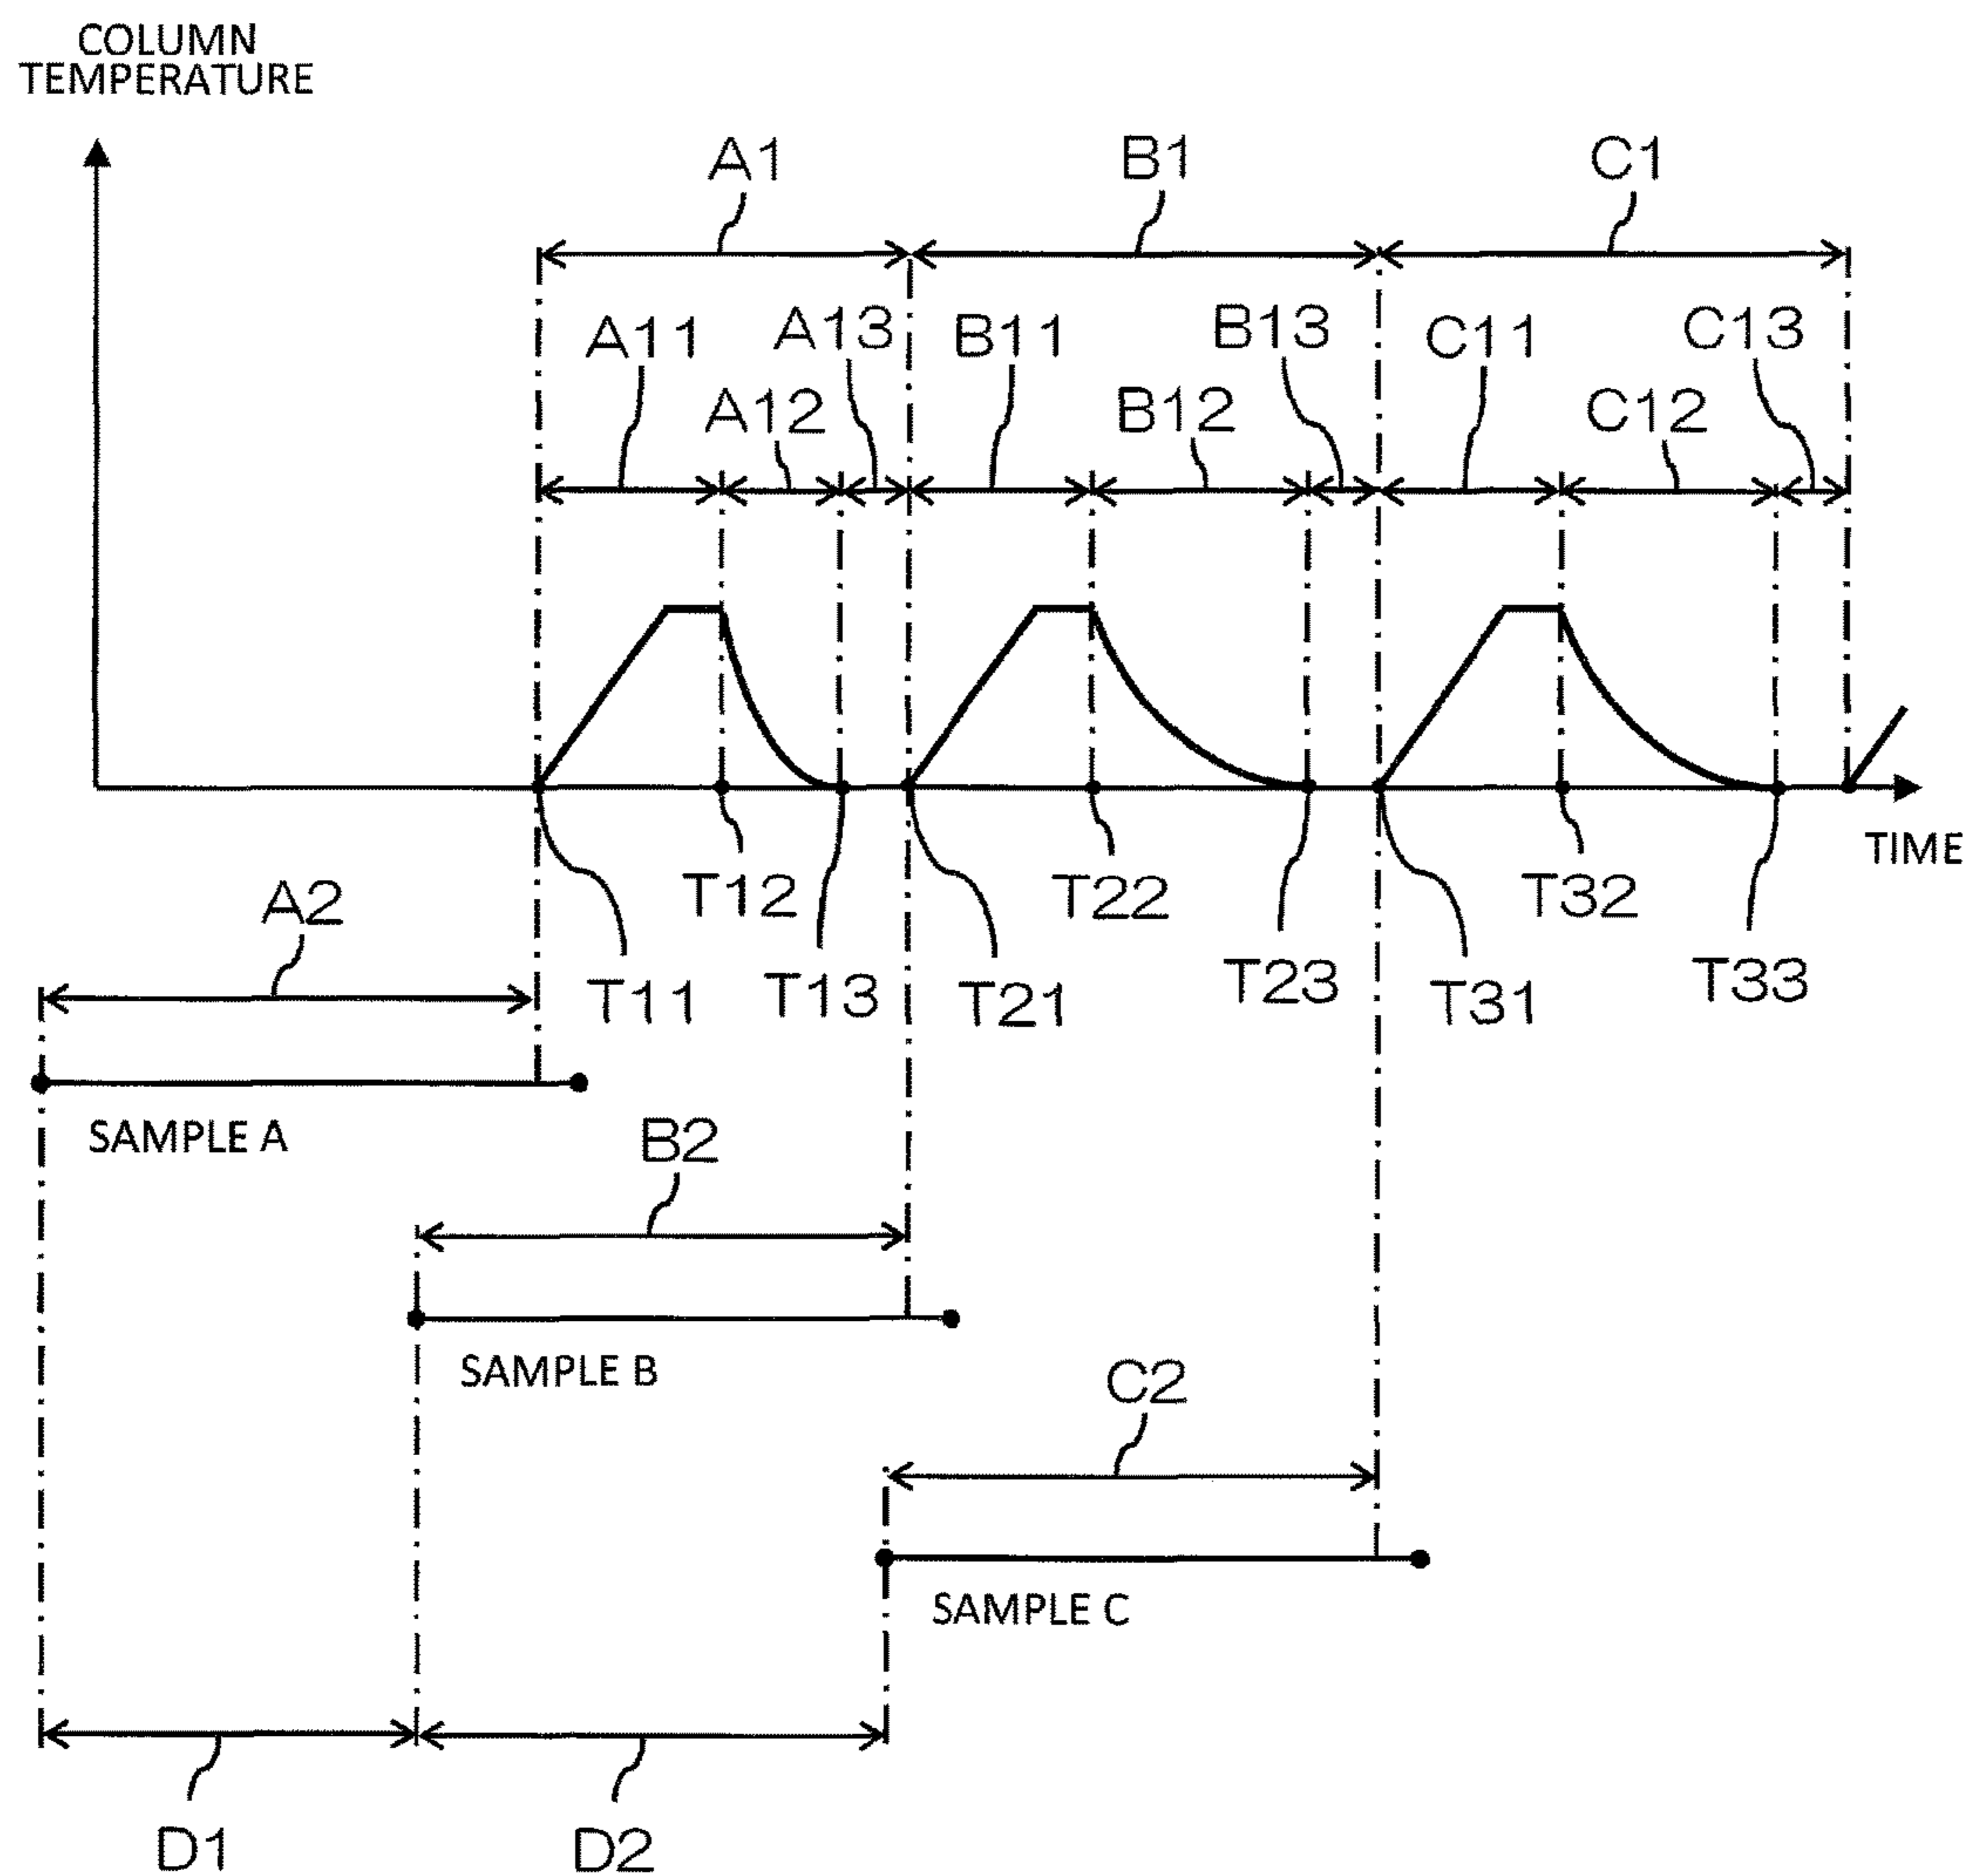 COLUMN
TEMPERATURE
A1
B1
C1
A11
A13
B11
B13
C11
C13
A12
B12
C12
TIME
T12
T22
T32
A2
T11
T13
T21
T23
T31
T33
SAMPLE A
B2
SAMPLE B
C2
SAMPLE C
D1
D2